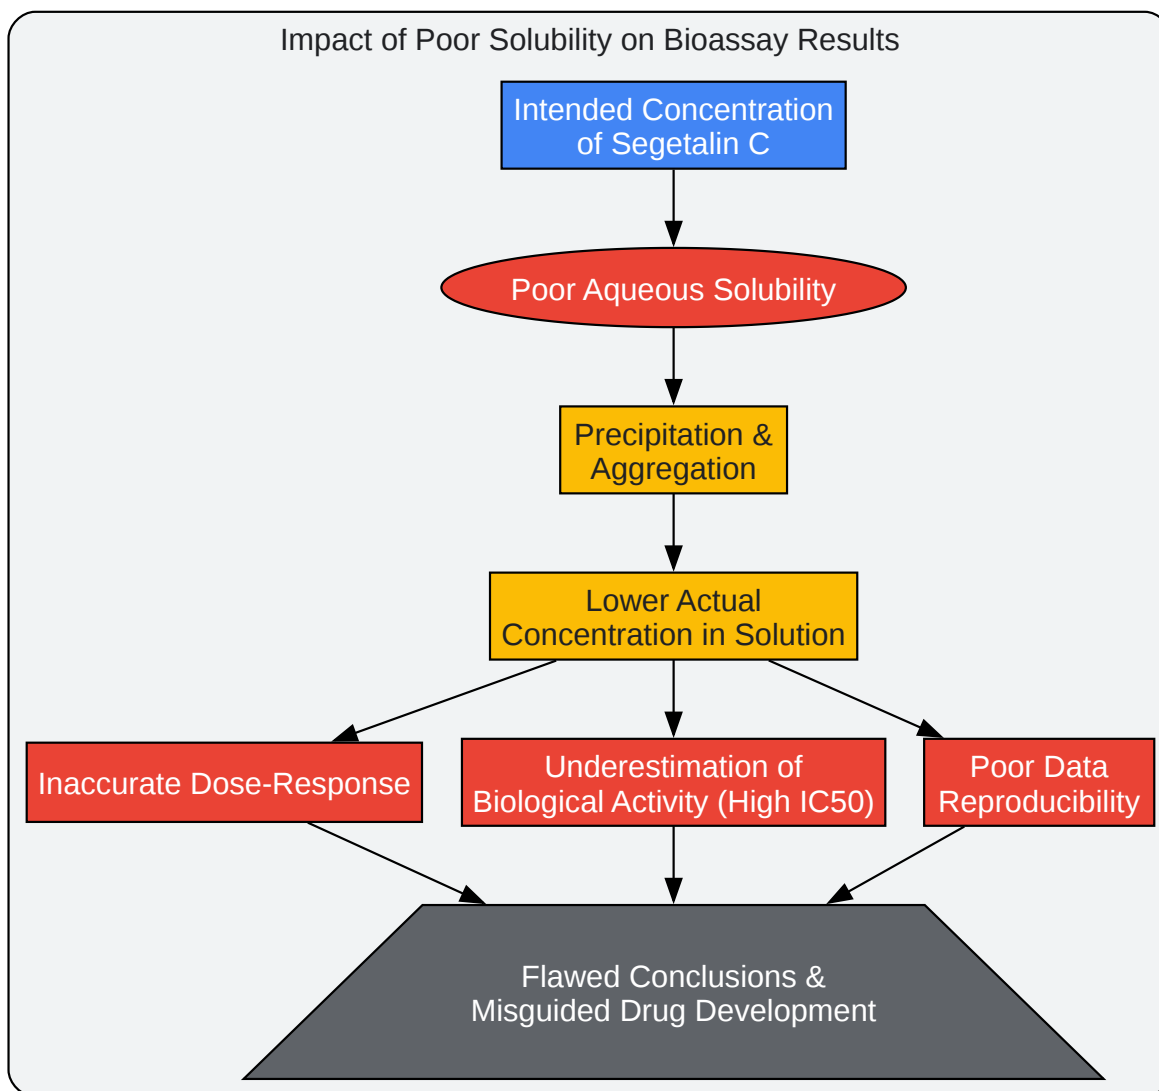 Impact of Poor Solubility on Bioassay Results
Intended Concentration
of Segetalin C
Poor Aqueous Solubility
Precipitation &
Aggregation
Lower Actual
Concentration in Solution
Inaccurate Dose-Response
Underestimation of
Biological Activity (High IC50)
Poor Data
Reproducibility
Flawed Conclusions &
Misguided Drug Development